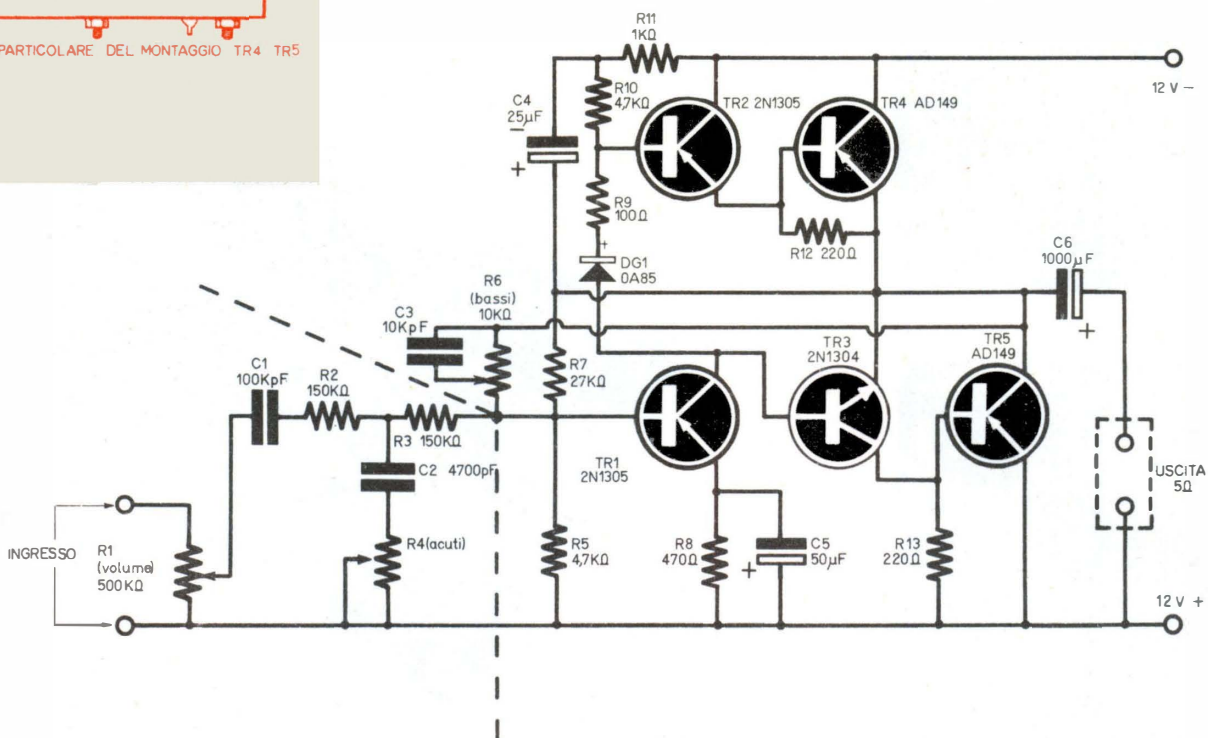 PARTICOLARE DEL MONTAGGIO TR4 TR5
R11
1KΩ
12 V –
C4
25µF
–
+
R10
4,7KΩ
TR2 2N1305
TR4 AD149
R9
100Ω
+
DG1
OA85
R12 220Ω
C6
1000µF
+
R6
(bassi)
10KΩ
C3
10KpF
R7
27KΩ
TR3
2N1304
TR5
AD149
C1
100KpF
R2
150KΩ
R3 150KΩ
C2 4700pF
TR1
2N1305
USCITA
5Ω
INGRESSO
R1
(volume)
500KΩ
R4(acuti)
R5
4,7KΩ
R8
470Ω
+
C5
50µF
R13
220Ω
12 V +